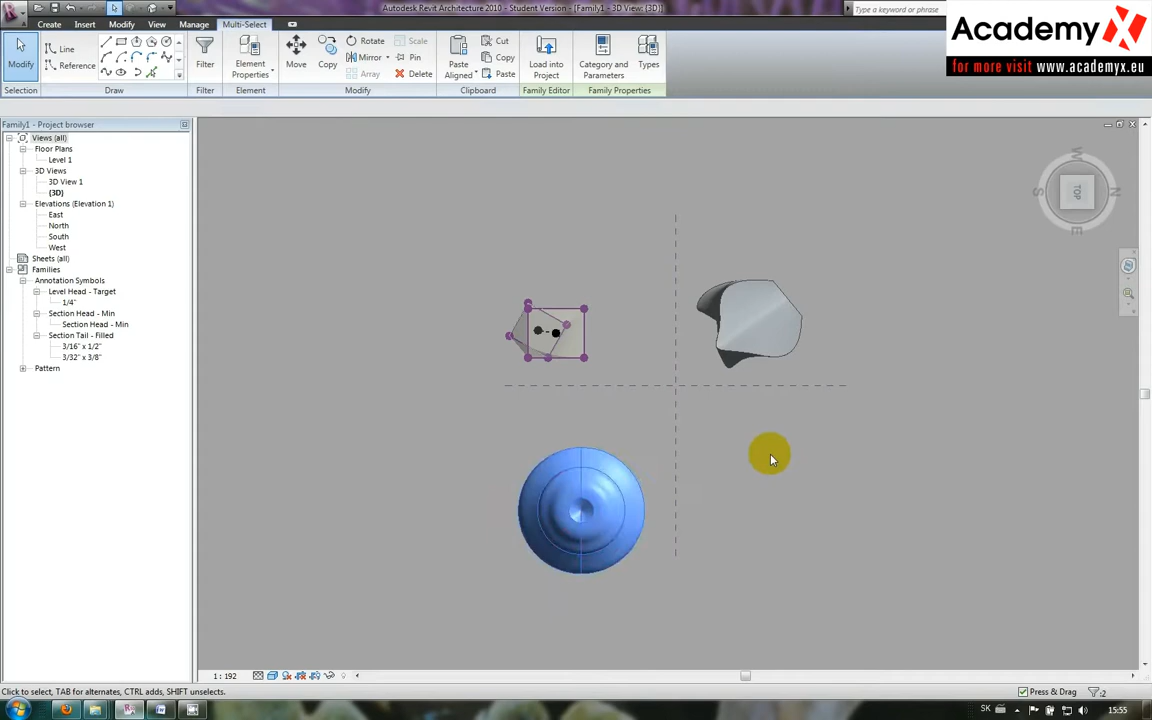 Autodesk Revit Architecture 2010 - Student Version - [Family1 - 3D View: {3D}]
Type a keyword or phrase
AcademyX
for more visit www.academyx.eu
Create Insert Modify View Manage Multi-Select
Modify
Line
Reference
Filter
Element Properties
Move
Copy
Rotate
Mirror
Array
Scale
Pin
Delete
Paste Aligned
Cut
Copy
Paste
Load into Project
Category and Parameters
Types
Selection Draw Filter Element Modify Clipboard Family Editor Family Properties
Family1 - Project browser
Views (all)
Floor Plans
Level 1
3D Views
3D View 1
{3D}
Elevations (Elevation 1)
East
North
South
West
Sheets (all)
Families
Annotation Symbols
Level Head - Target
1/4"
Section Head - Min
Section Head - Min
Section Tail - Filled
3/16" x 1/2"
3/32" x 3/8"
Pattern
W
S TOP N
E
1 : 192
Click to select, TAB for alternates, CTRL adds, SHIFT unselects.
Press & Drag
:2
SK
15:55